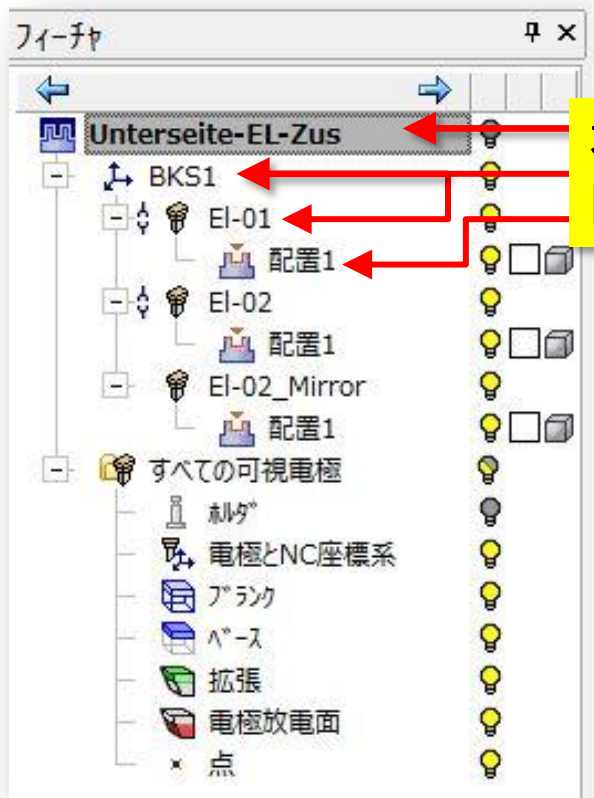 フィーチャ
Unterseite-EL-Zus
BKS1
El-01
配置1
El-02
配置1
El-02_Mirror
配置1
すべての可視電極
ﾎﾙﾀﾞ
電極とNC座標系
ﾌﾞﾗﾝｸ
ﾍﾞｰｽ
拡張
電極放電面
点